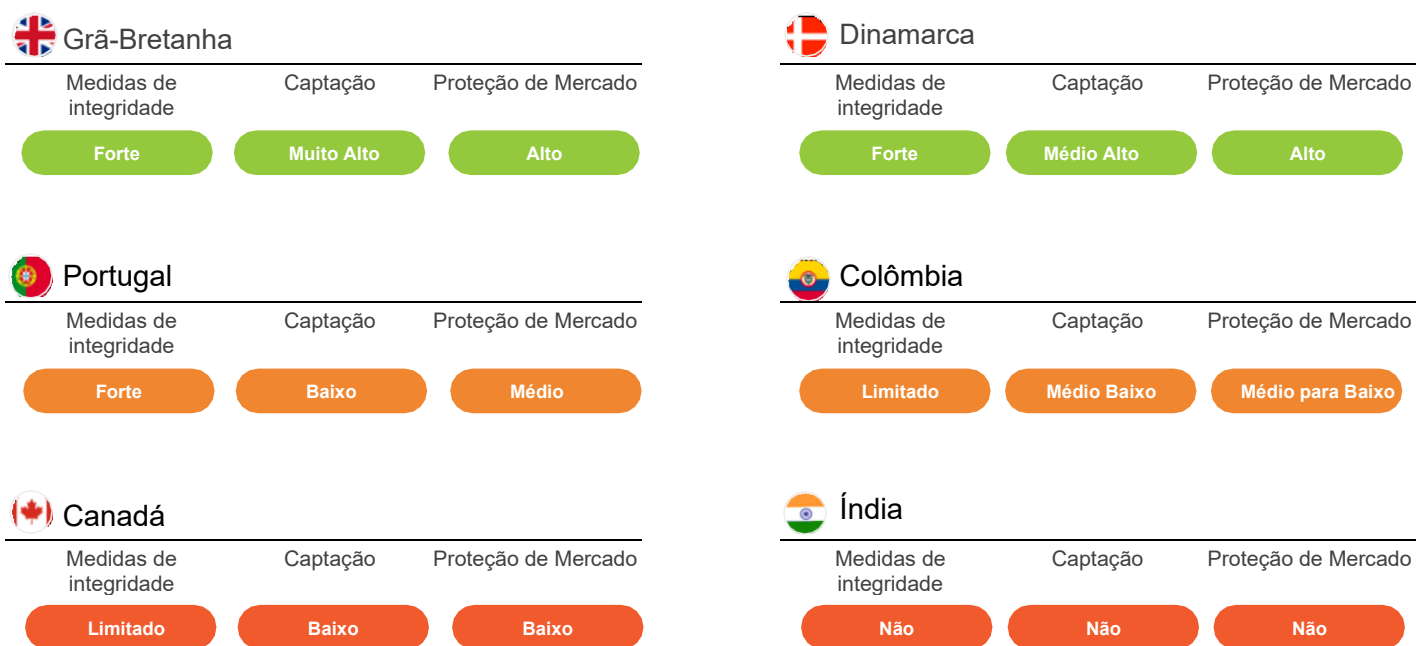 Grã-Bretanha
Medidas de
integridade
Captação
Proteção de Mercado
Forte
Muito Alto
Alto
Dinamarca
Medidas de
integridade
Captação
Proteção de Mercado
Forte
Médio Alto
Alto
Portugal
Medidas de
integridade
Captação
Proteção de Mercado
Forte
Baixo
Médio
Colômbia
Medidas de
integridade
Captação
Proteção de Mercado
Limitado
Médio Baixo
Médio para Baixo
Canadá
Medidas de
integridade
Captação
Proteção de Mercado
Limitado
Baixo
Baixo
Índia
Medidas de
integridade
Captação
Proteção de Mercado
Não
Não
Não